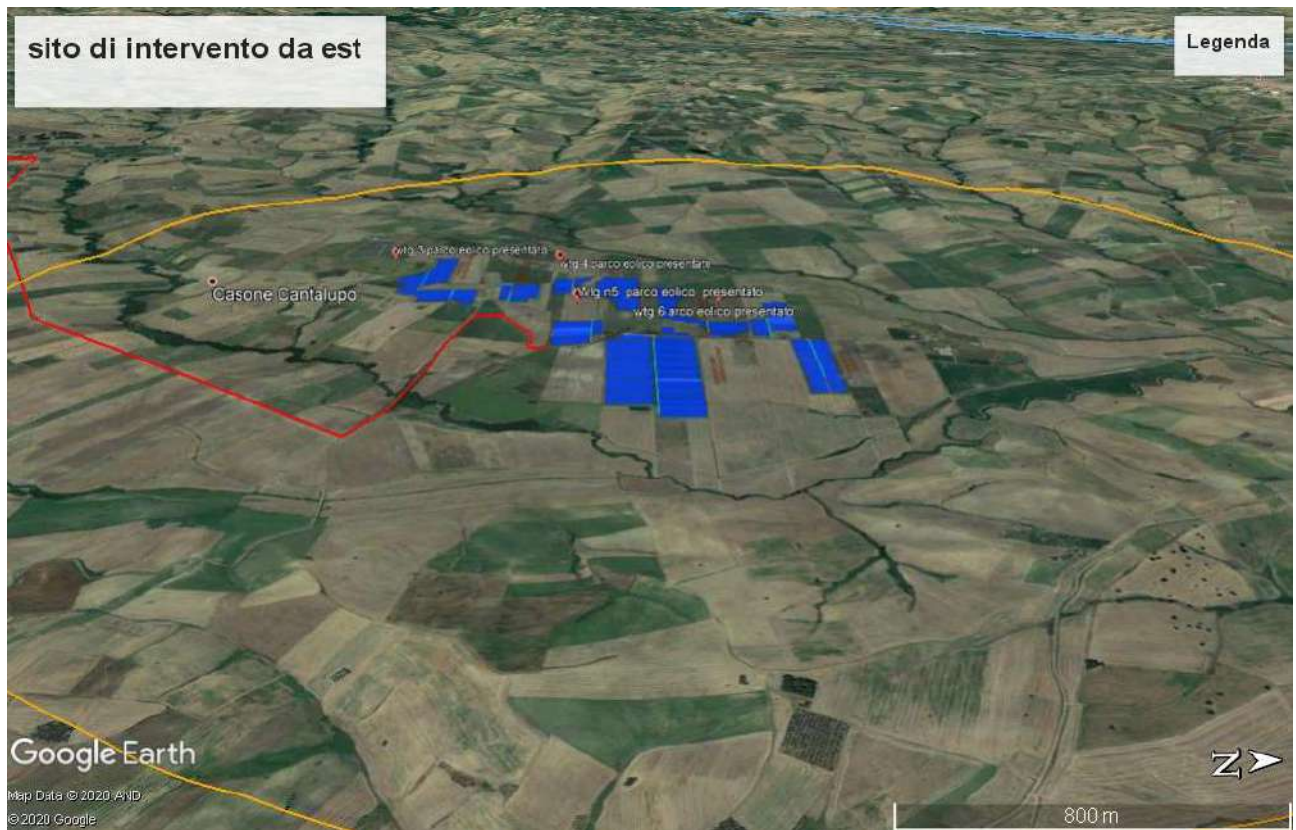 sito di intervento da est
Legenda
wtg 3 parco eolico presentato
wtg 4 parco eolico presentato
Casone Cantalupo
Wtg n5 parco eolico presentato
wtg 6 arco eolico presentato
Google Earth
Map Data © 2020 AND
© 2020 Google
N
800 m